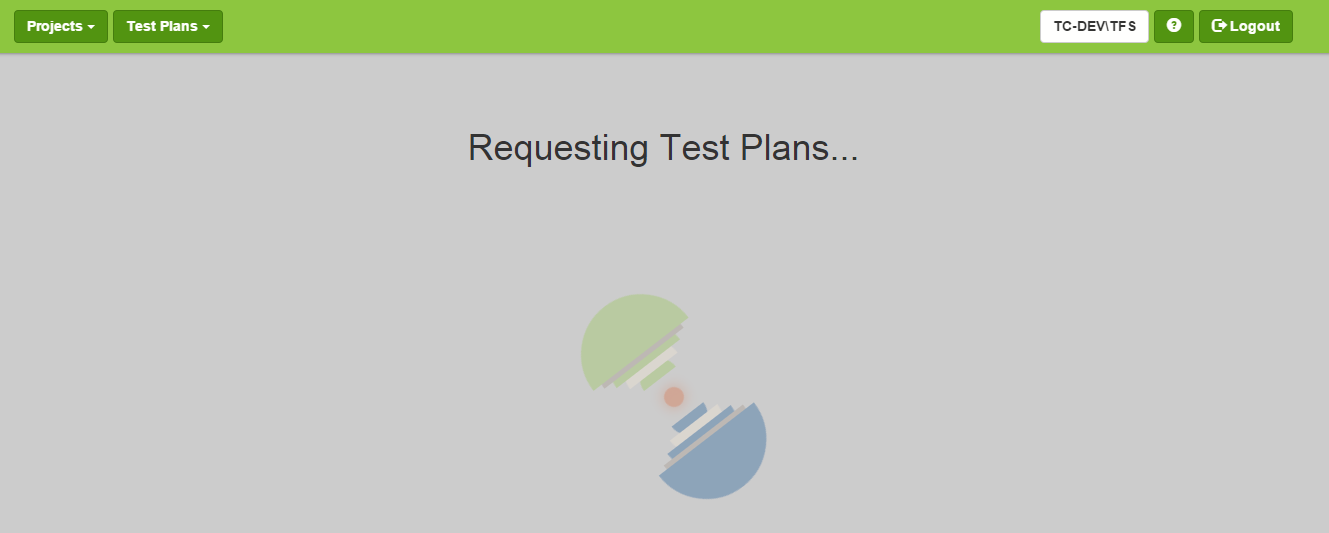 Projects Test Plans TC-DEV\TFS Logout
Requesting Test Plans...